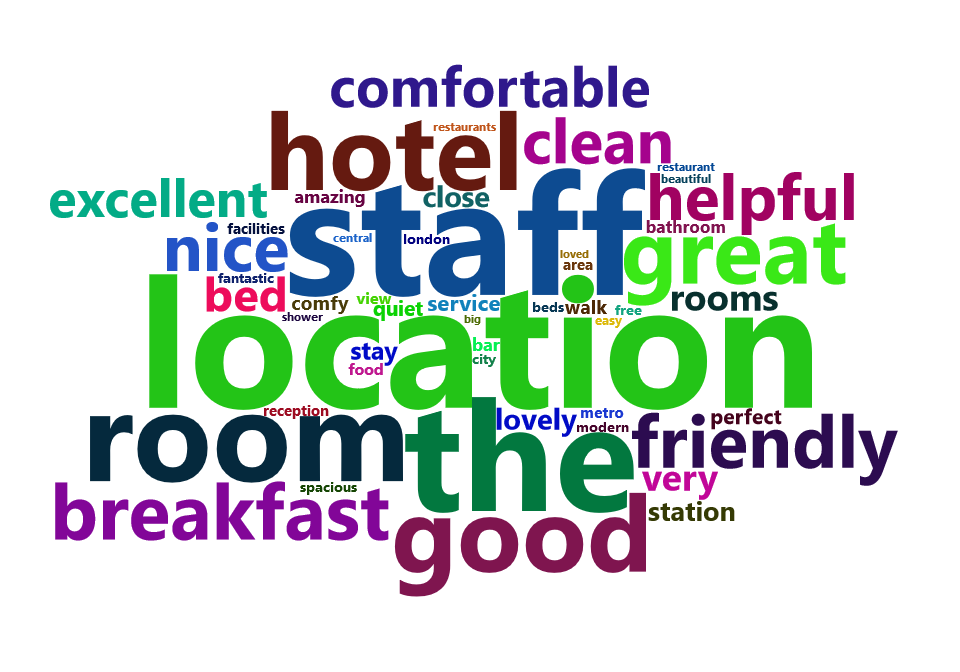 comfortable
restaurants
hotel
clean
restaurant
beautiful
excellent
amazing
close
staff
helpful
facilities
central
london
bathroom
nice
great
loved
area
fantastic
bed
comfy
view
quiet
service
beds
walk
free
rooms
shower
big
easy
location
stay
bar
city
food
reception
room
the
lovely
metro
modern
perfect
friendly
very
spacious
breakfast
good
station